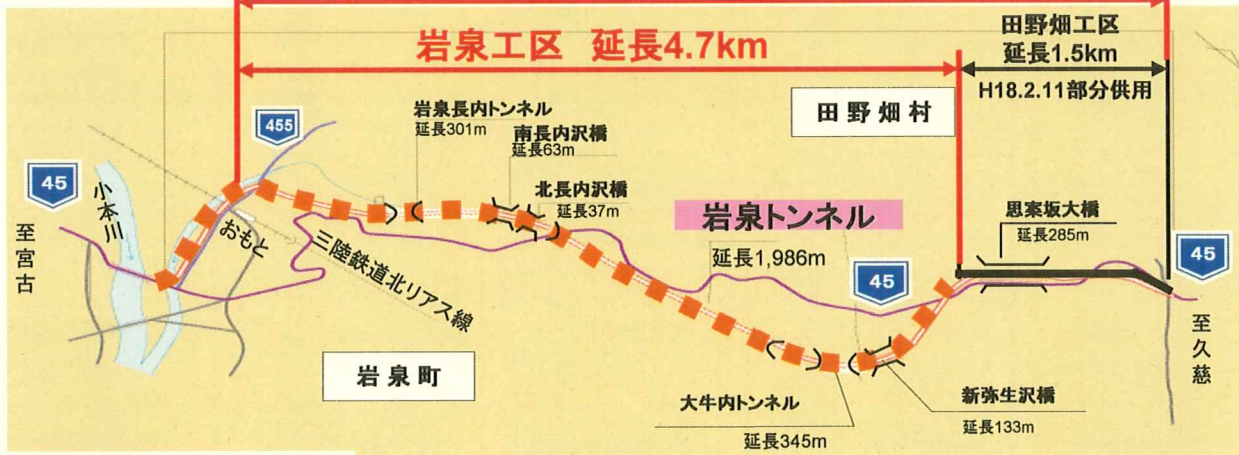 岩泉工区 延長4.7km
田野畑工区
延長1.5km
H18.2.11部分供用
田野畑村
455
岩泉長内トンネル
延長301m
南長内沢橋
延長63m
北長内沢橋
延長37m
45
小本川
至宮古
おもと
三陸鉄道北リアス線
岩泉トンネル
延長1,986m
45
思案坂大橋
延長285m
45
至久慈
岩泉町
大牛内トンネル
延長345m
新弥生沢橋
延長133m